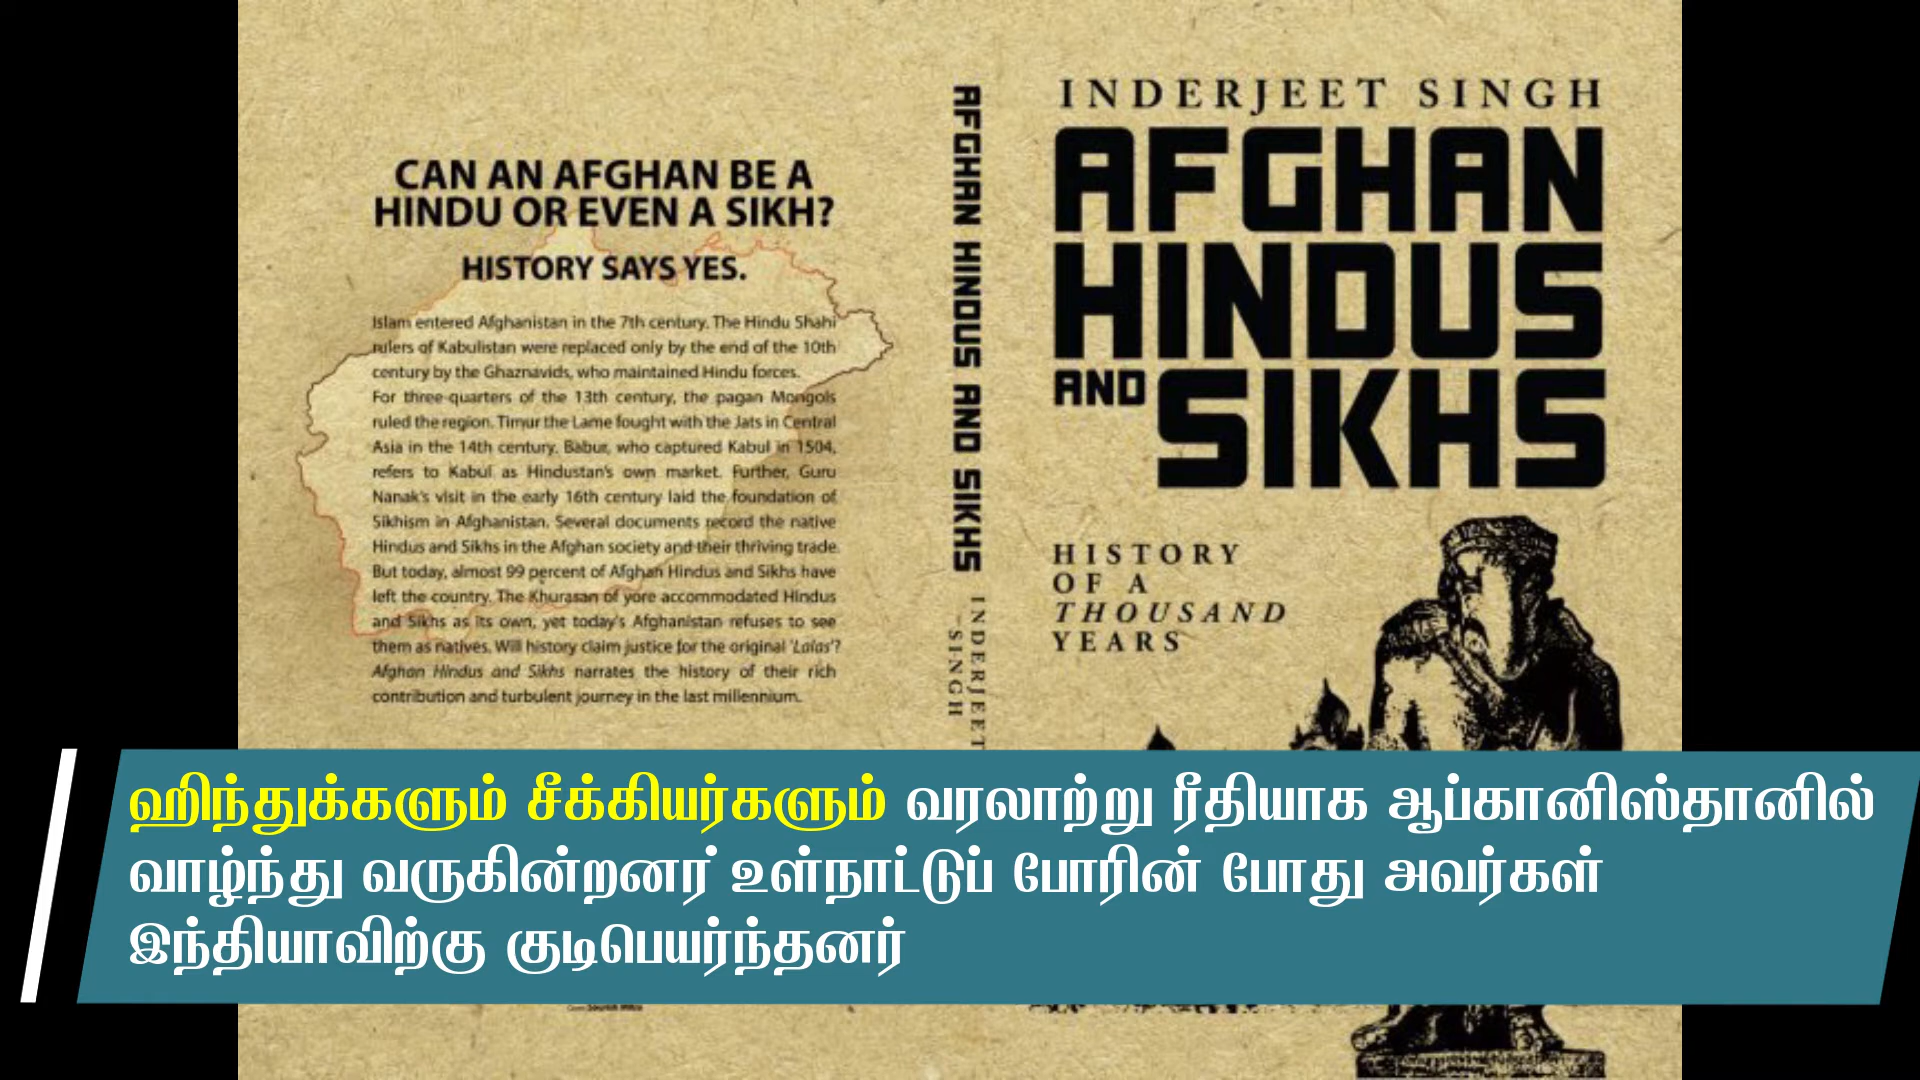 CAN AN AFGHAN BE A
HINDU OR EVEN A SIKH?
HISTORY SAYS YES.
Islam entered Afghanistan in the 7th century. The Hindu Shahi
rulers of Kabulistan were replaced only by the end of the 10th
century by the Ghaznavids, who maintained Hindu forces.
For three-quarters of the 13th century, the pagan Mongols
ruled the region. Timur the Lame fought with the Jats in Central
Asia in the 14th century. Babur, who captured Kabul in 1504,
refers to Kabul as Hindustan's own market. Further, Guru
Nanak's visit in the early 16th century laid the foundation of
Sikhism in Afghanistan. Several documents record the native
Hindus and Sikhs in the Afghan society and their thriving trade.
But today, almost 99 percent of Afghan Hindus and Sikhs have
left the country. The Khurasan of yore accommodated Hindus
and Sikhs as its own, yet today's Afghanistan refuses to see
them as natives. Will history claim justice for the original 'Lalas'?
Afghan Hindus and Sikhs narrates the history of their rich
contribution and turbulent journey in the last millennium.
AFGHAN HINDUS AND SIKHS
INDERJEET
SINGH
INDERJEET SINGH
AFGHAN
HINDUS
AND SIKHS
HISTORY
OF A
THOUSAND
YEARS
ஹிந்துக்களும் சீக்கியர்களும் வரலாற்று ரீதியாக ஆப்கானிஸ்தானில்
வாழ்ந்து வருகின்றனர் உள்நாட்டுப் போரின் போது அவர்கள்
இந்தியாவிற்கு குடிபெயர்ந்தனர்